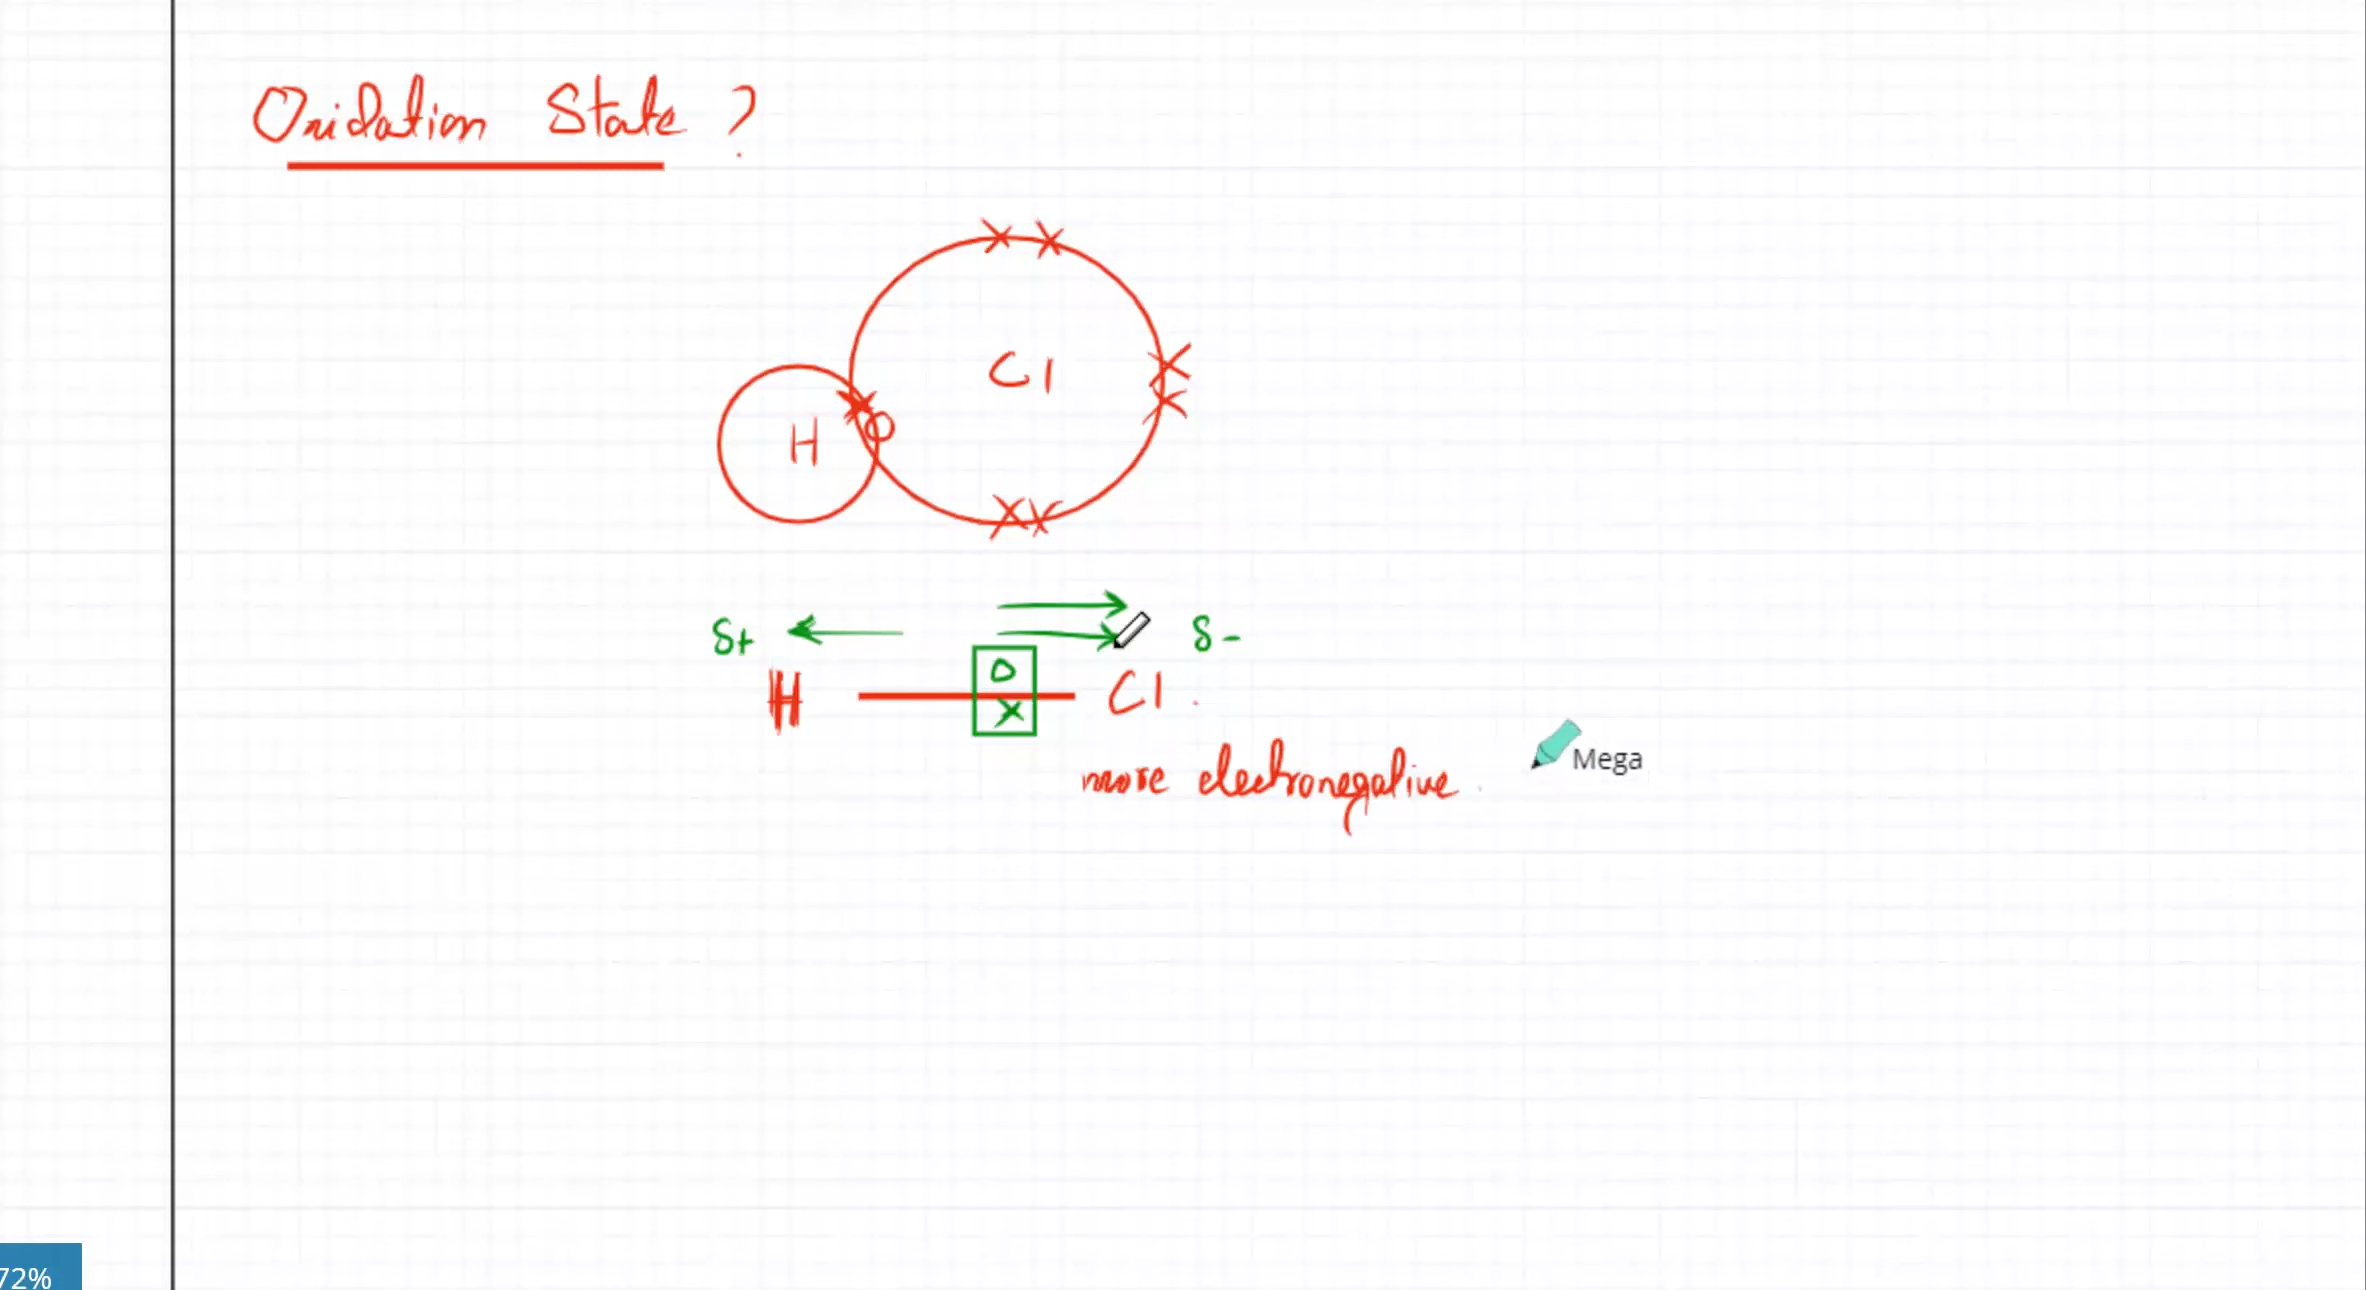 Oxidation State ?
Cl
H
δ+ δ-
H Cl
more electronegative
Mega
72%